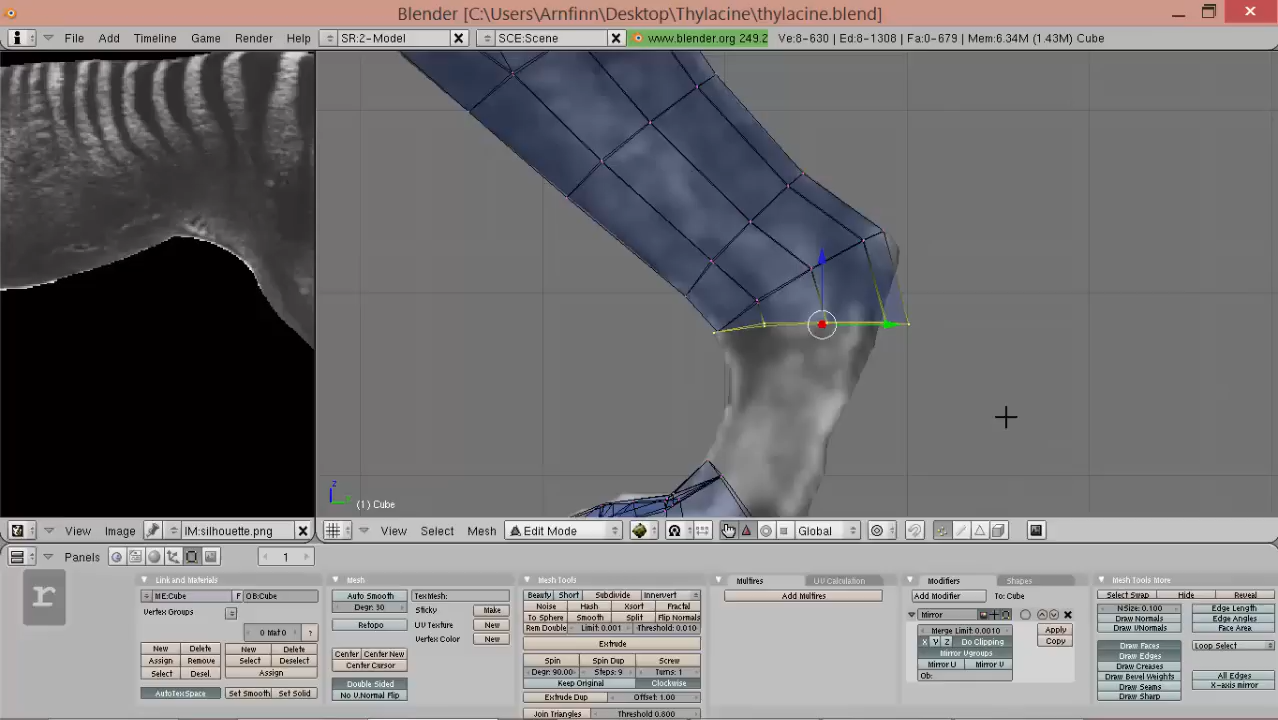 Blender [C:\Users\Arnfinn\Desktop\Thylacine\thylacine.blend]
File Add Timeline Game Render Help SR:2-Model SCE:Scene www.blender.org 249.2 Ve:8-630 | Ed:8-1308 | Fa:0-679 | Mem:6.34M (1.43M) Cube
z
(1) Cube
View Image IM:silhouette.png View Select Mesh Edit Mode Global
Panels 1
r
Link and Materials
ME:Cube F OB:Cube
Vertex Groups
0 Mat 0 ?
New Delete New Delete
Assign Remove Select Deselect
Select Desel. Assign
AutoTexSpace Set Smooth Set Solid
Mesh
Auto Smooth TexMesh:
Degr: 30 Sticky Make
Retopo UV Texture New
Vertex Color New
Center Center New
Center Cursor
Double Sided
No V.Normal Flip
Mesh Tools
Beauty Short Subdivide Innervert
Noise Hash Xsort Fractal
To Sphere Smooth Split Flip Normals
Rem Double Limit: 0.001 Threshold: 0.010
Extrude
Spin Spin Dup Screw
Degr: 90.00 Steps: 9 Turns: 1
Keep Original Clockwise
Extrude Dup Offset: 1.00
Join Triangles Threshold 0.800
Multires UV Calculation
Add Multires
Modifiers Shapes
Add Modifier To: Cube
Mirror
Merge Limit: 0.0010 Apply
X Y Z Do Clipping Copy
Mirror Vgroups
Mirror U Mirror V
Ob:
Mesh Tools More
Select Swap Hide Reveal
NSize: 0.100 Edge Length
Draw Normals Edge Angles
Draw VNormals Face Area
Draw Faces Loop Select
Draw Edges
Draw Creases
Draw Bevel Weights All Edges
Draw Seams X-axis mirror
Draw Sharp